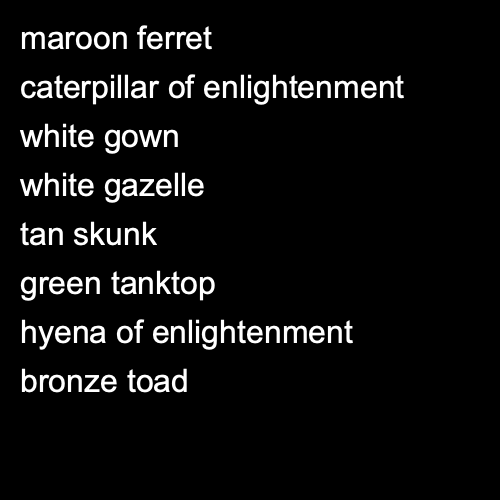 maroon ferret
caterpillar of enlightenment
white gown
white gazelle
tan skunk
green tanktop
hyena of enlightenment
bronze toad